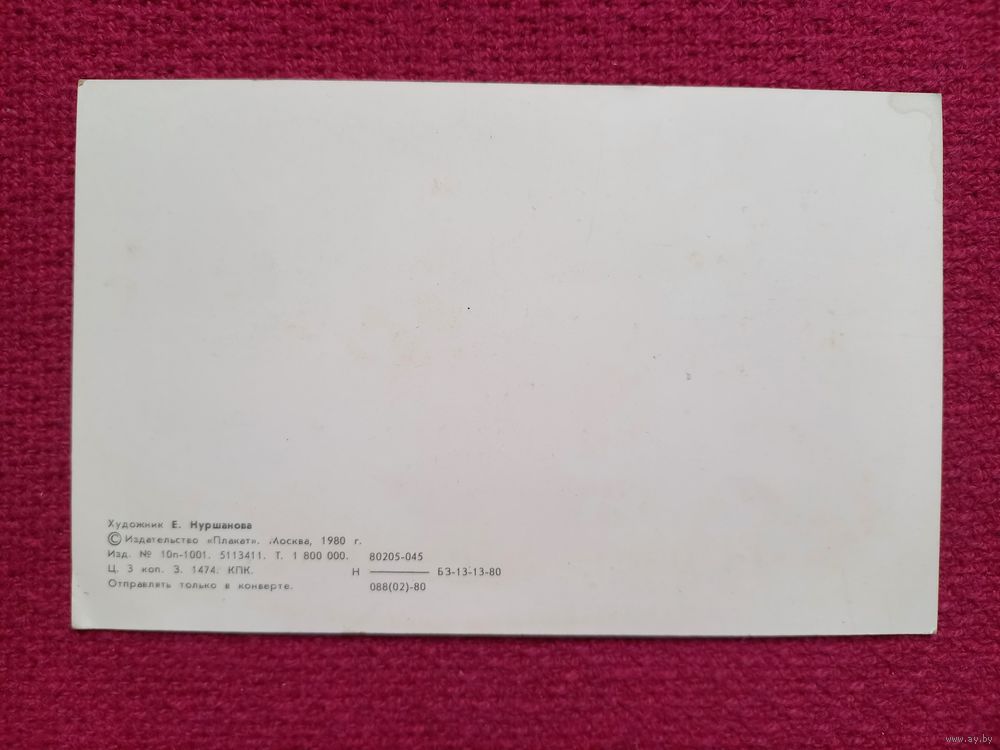 Художник Е. Нуршанова
© Издательство «Плакат». Москва, 1980 г.
Изд. № 10п-1001. 5113411. Т. 1 800 000. 80205-045
Ц. 3 коп. З. 1474. КПК. Н ——— БЗ-13-13-80
Отправлять только в конверте. 088(02)-80
www.ay.by